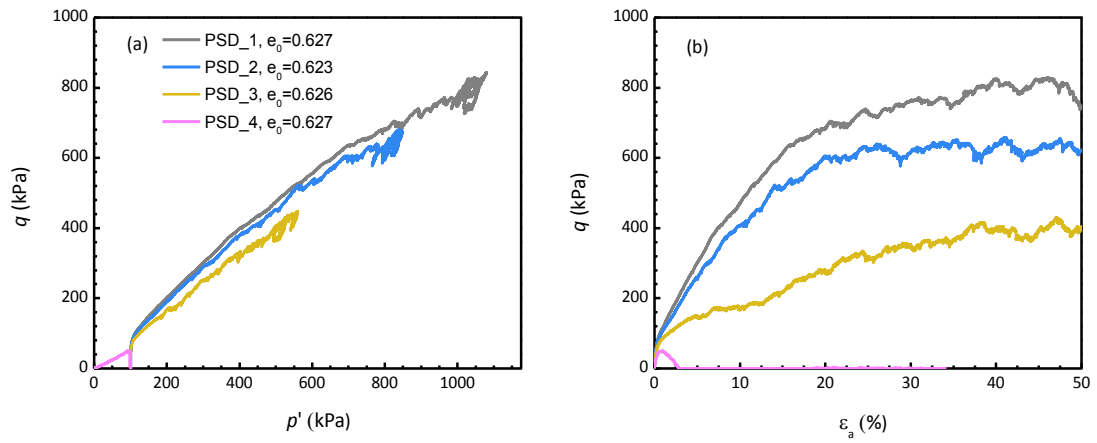 (a)
PSD_1, e₀=0.627
PSD_2, e₀=0.623
PSD_3, e₀=0.626
PSD_4, e₀=0.627
1000
800
600
400
200
0
q (kPa)
0 200 400 600 800 1000
p' (kPa)
(b)
1000
800
600
400
200
0
q (kPa)
0 10 20 30 40 50
εₐ (%)